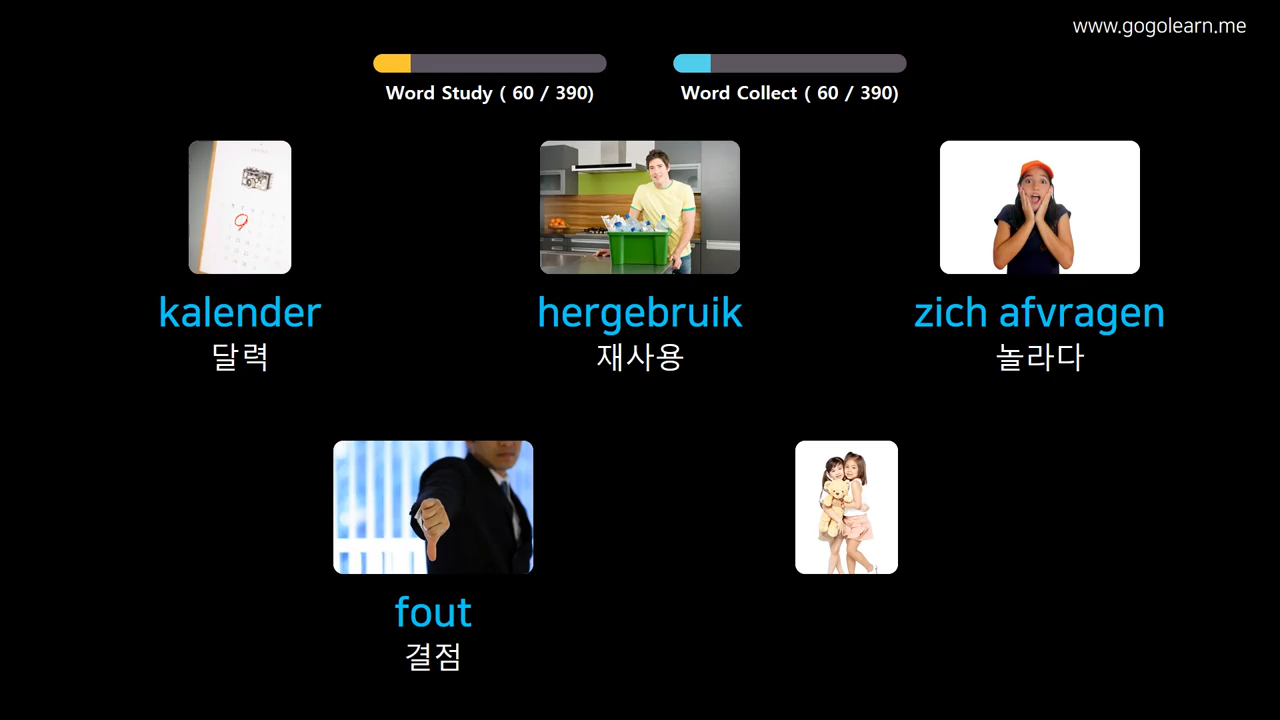 www.gogolearn.me
Word Study ( 60 / 390)
Word Collect ( 60 / 390)
kalender
달력
hergebruik
재사용
zich afvragen
놀라다
fout
결점